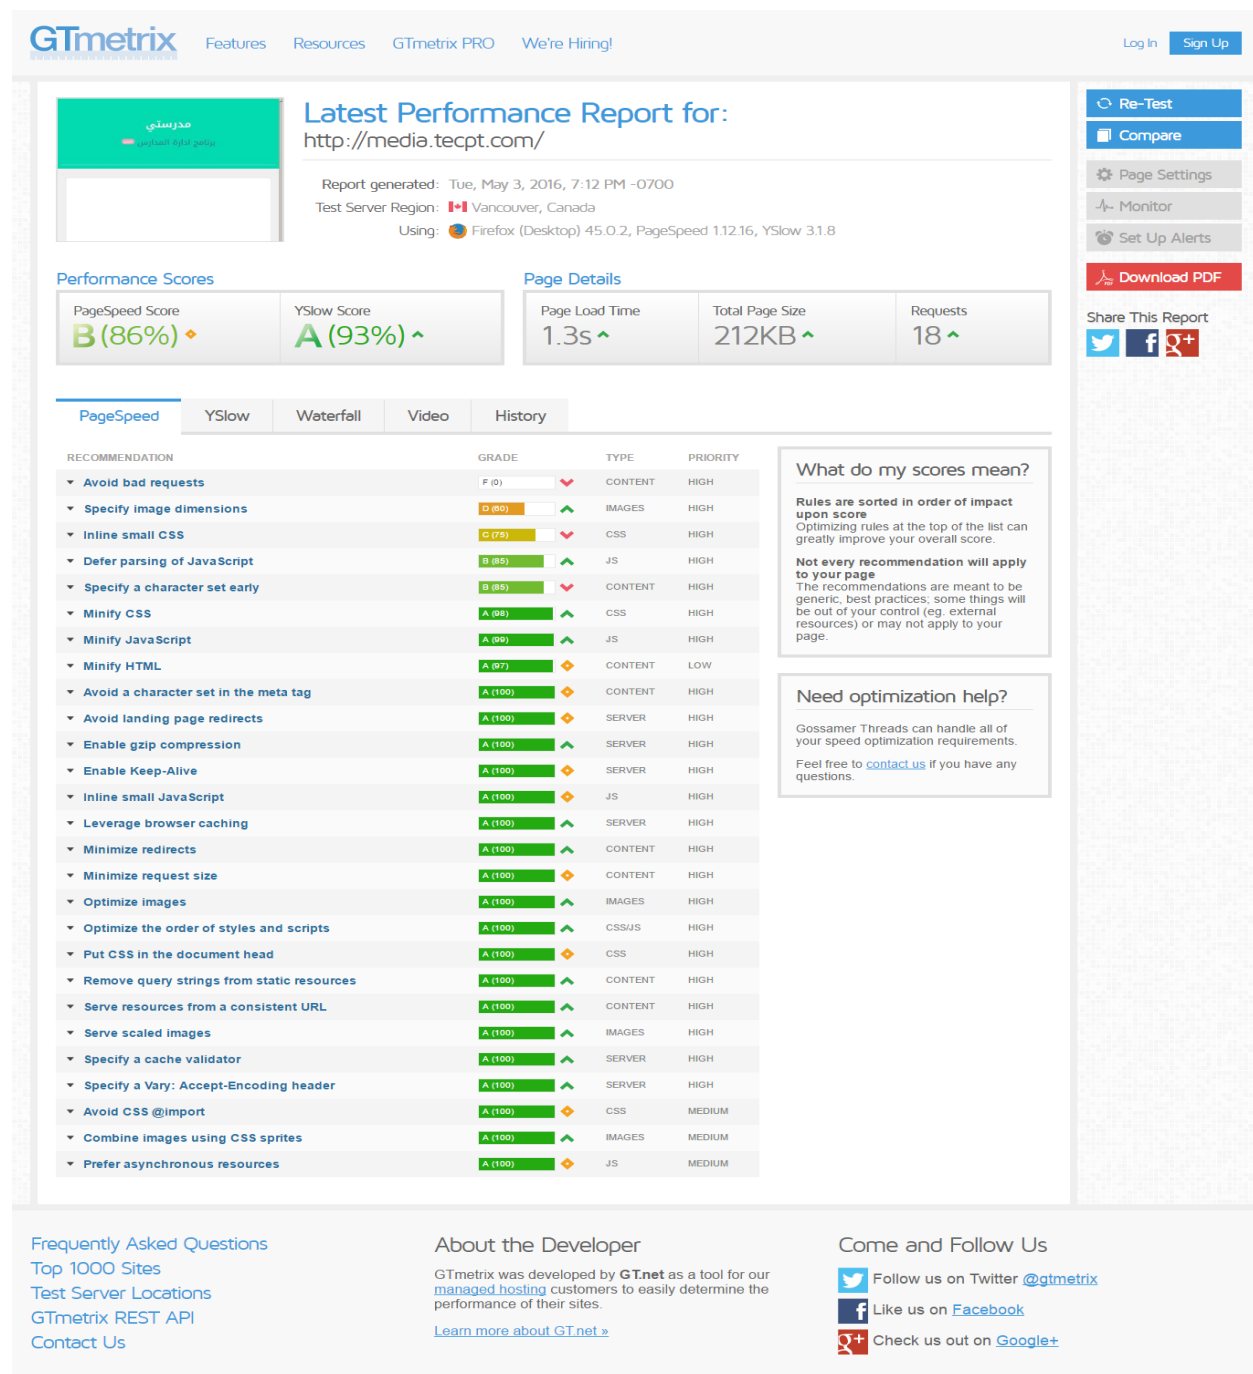 GTmetrix
Features Resources GTmetrix PRO We're Hiring!
Log In Sign Up
مدرستي
برنامج ادارة المدارس
Latest Performance Report for:
http://media.tecpt.com/
Report generated: Tue, May 3, 2016, 7:12 PM -0700
Test Server Region: Vancouver, Canada
Using: Firefox (Desktop) 45.0.2, PageSpeed 1.12.16, YSlow 3.1.8
Re-Test
Compare
Page Settings
Monitor
Set Up Alerts
Download PDF
Share This Report
Performance Scores
PageSpeed Score YSlow Score
B (86%) A (93%)
Page Details
Page Load Time Total Page Size Requests
1.3s 212KB 18
PageSpeed YSlow Waterfall Video History
RECOMMENDATION GRADE TYPE PRIORITY
Avoid bad requests F (0) CONTENT HIGH
Specify image dimensions D (60) IMAGES HIGH
Inline small CSS C (75) CSS HIGH
Defer parsing of JavaScript B (85) JS HIGH
Specify a character set early B (85) CONTENT HIGH
Minify CSS A (98) CSS HIGH
Minify JavaScript A (99) JS HIGH
Minify HTML A (97) CONTENT LOW
Avoid a character set in the meta tag A (100) CONTENT HIGH
Avoid landing page redirects A (100) SERVER HIGH
Enable gzip compression A (100) SERVER HIGH
Enable Keep-Alive A (100) SERVER HIGH
Inline small JavaScript A (100) JS HIGH
Leverage browser caching A (100) SERVER HIGH
Minimize redirects A (100) CONTENT HIGH
Minimize request size A (100) CONTENT HIGH
Optimize images A (100) IMAGES HIGH
Optimize the order of styles and scripts A (100) CSS/JS HIGH
Put CSS in the document head A (100) CSS HIGH
Remove query strings from static resources A (100) CONTENT HIGH
Serve resources from a consistent URL A (100) CONTENT HIGH
Serve scaled images A (100) IMAGES HIGH
Specify a cache validator A (100) SERVER HIGH
Specify a Vary: Accept-Encoding header A (100) SERVER HIGH
Avoid CSS @import A (100) CSS MEDIUM
Combine images using CSS sprites A (100) IMAGES MEDIUM
Prefer asynchronous resources A (100) JS MEDIUM
What do my scores mean?
Rules are sorted in order of impact
upon score
Optimizing rules at the top of the list can
greatly improve your overall score.
Not every recommendation will apply
to your page
The recommendations are meant to be
generic, best practices; some things will
be out of your control (eg. external
resources) or may not apply to your
page.
Need optimization help?
Gossamer Threads can handle all of
your speed optimization requirements.
Feel free to contact us if you have any
questions.
Frequently Asked Questions
Top 1000 Sites
Test Server Locations
GTmetrix REST API
Contact Us
About the Developer
GTmetrix was developed by GT.net as a tool for our
managed hosting customers to easily determine the
performance of their sites.
Learn more about GT.net »
Come and Follow Us
Follow us on Twitter @gtmetrix
Like us on Facebook
Check us out on Google+